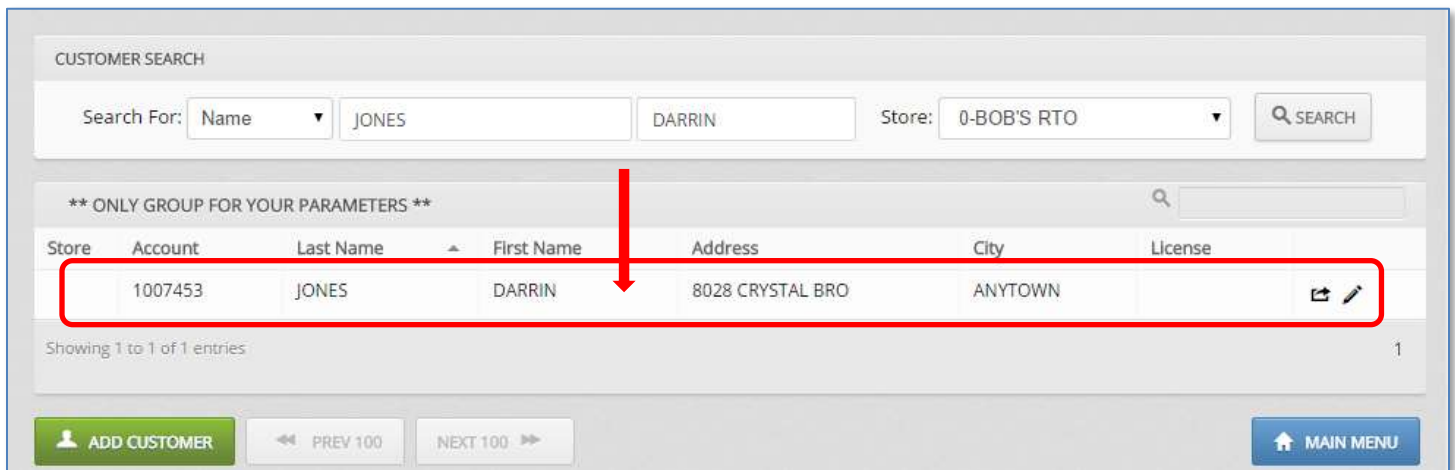 CUSTOMER SEARCH
Search For: Name JONES DARRIN Store: 0-BOB'S RTO SEARCH
** ONLY GROUP FOR YOUR PARAMETERS **
Store Account Last Name First Name Address City License
1007453 JONES DARRIN 8028 CRYSTAL BRO ANYTOWN
Showing 1 to 1 of 1 entries 1
ADD CUSTOMER PREV 100 NEXT 100 MAIN MENU